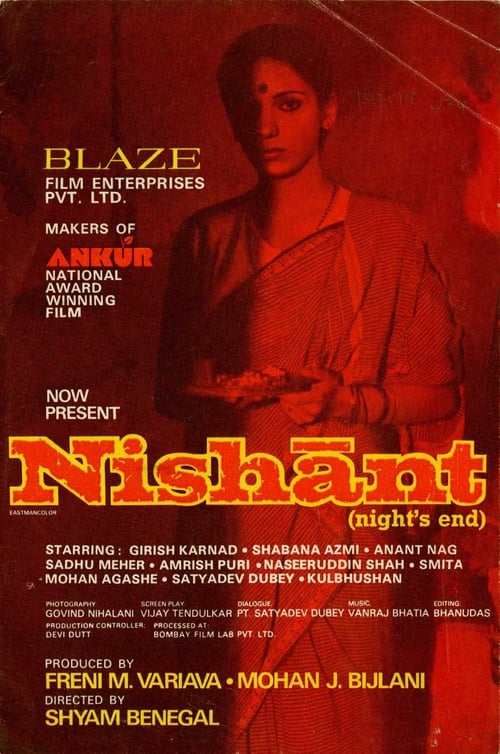 BLAZE
FILM ENTERPRISES
PVT. LTD.
MAKERS OF
ANKUR
NATIONAL
AWARD
WINNING
FILM
NOW
PRESENT
Nishānt
EASTMANCOLOR
(night's end)
STARRING: GIRISH KARNAD • SHABANA AZMI • ANANT NAG
SADHU MEHER • AMRISH PURI • NASEERUDDIN SHAH • SMITA
MOHAN AGASHE • SATYADEV DUBEY • KULBHUSHAN
PHOTOGRAPHY SCREEN PLAY DIALOGUE: MUSIC: EDITING:
GOVIND NIHALANI VIJAY TENDULKAR PT. SATYADEV DUBEY VANRAJ BHATIA BHANUDAS
PRODUCTION CONTROLLER: PROCESSED AT:
DEVI DUTT BOMBAY FILM LAB PVT. LTD.
PRODUCED BY
FRENI M. VARIAVA • MOHAN J. BIJLANI
DIRECTED BY
SHYAM BENEGAL